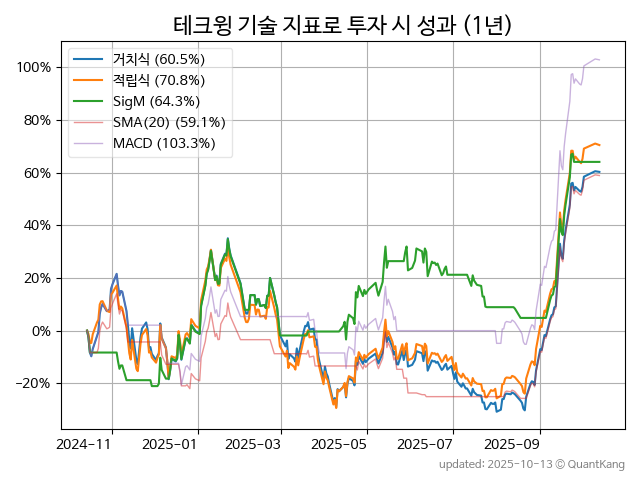 테크윙 기술 지표로 투자 시 성과 (1년)
거치식 (60.5%)
적립식 (70.8%)
SigM (64.3%)
SMA(20) (59.1%)
MACD (103.3%)
100%
80%
60%
40%
20%
0%
−20%
2024-11
2025-01
2025-03
2025-05
2025-07
2025-09
updated: 2025-10-13 ⓒ QuantKang